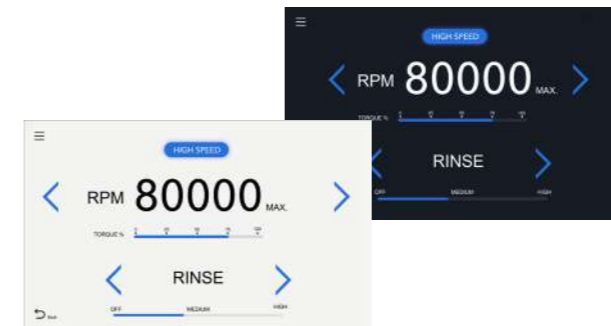 HIGH SPEED
RPM 80000 MAX.
TORQUE %
RINSE
OFF MEDIUM HIGH
HIGH SPEED
RPM 80000 MAX.
TORQUE % 100
RINSE
OFF MEDIUM HIGH